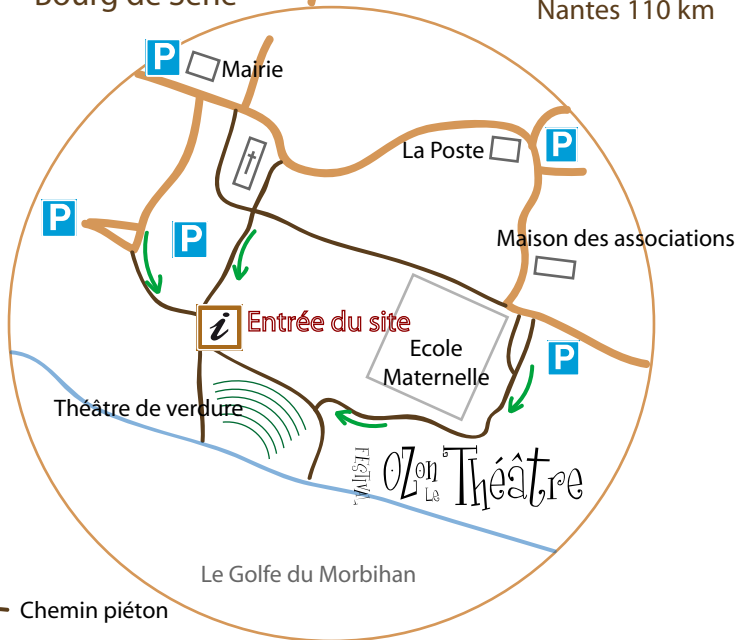 Bourg de Séné
Nantes 110 km
P
Mairie
La Poste
P
P
P
Maison des associations
i
Entrée du site
Ecole
Maternelle
P
Théâtre de verdure
FESTIVAL
OZon
Le
Théâtre
Le Golfe du Morbihan
Chemin piéton